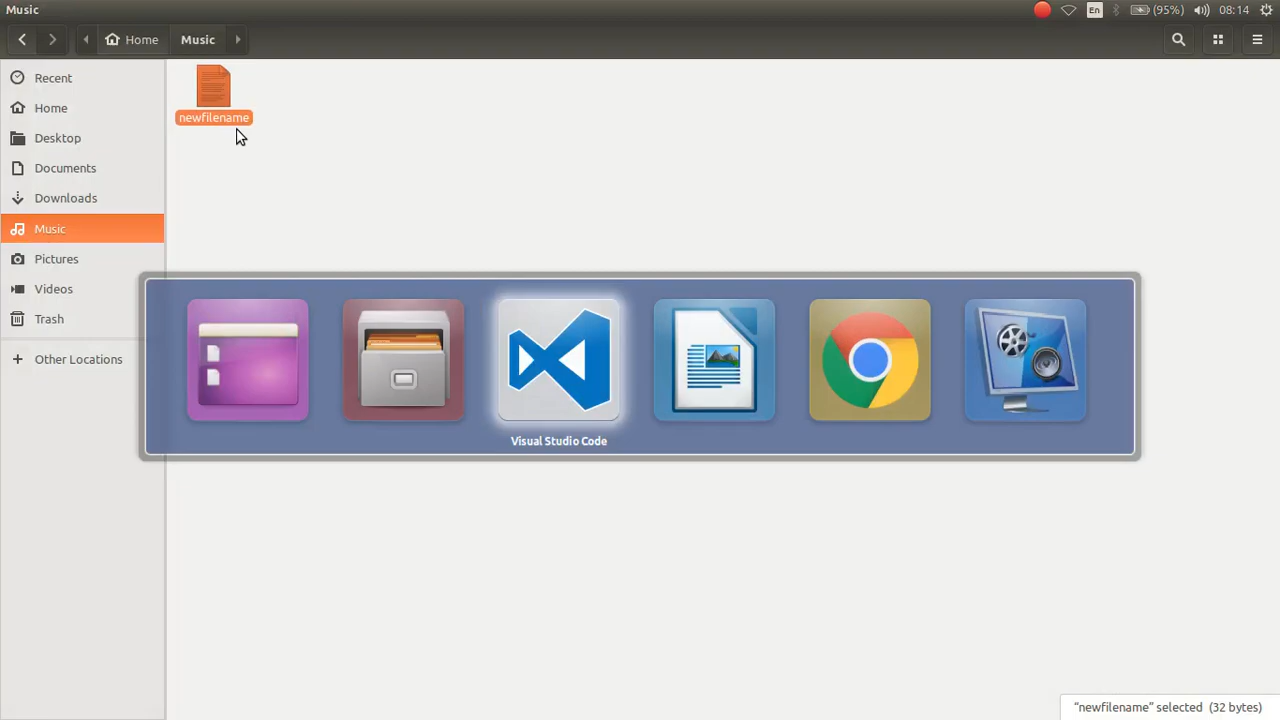 Music
En
(95%)
08:14
Home
Music
Recent
Home
Desktop
Documents
Downloads
Music
Pictures
Videos
Trash
Other Locations
newfilename
Visual Studio Code
“newfilename” selected (32 bytes)